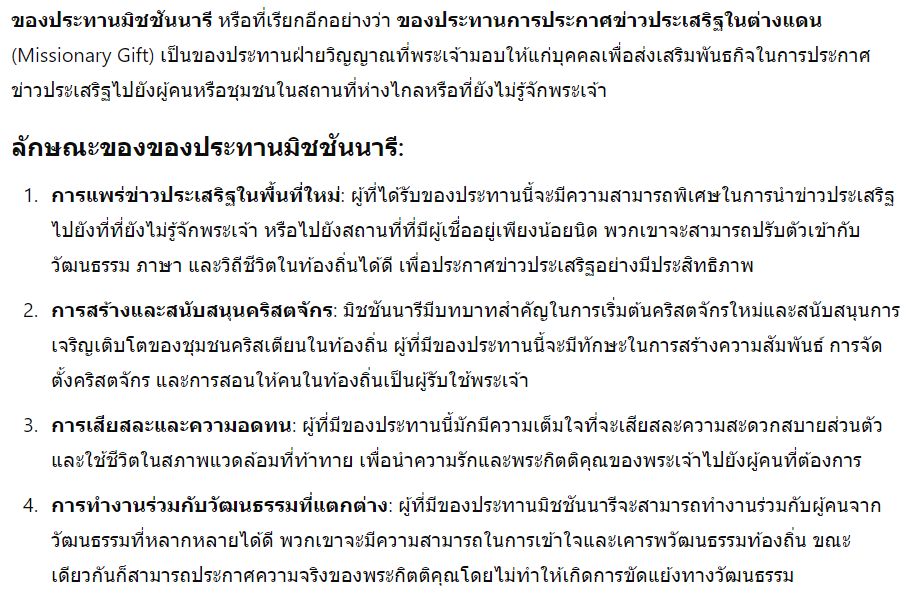 ของประทานมิชชันนารี หรือที่เรียกอีกอย่างว่า ของประทานการประกาศข่าวประเสริฐในต่างแดน
(Missionary Gift) เป็นของประทานฝ่ายวิญญาณที่พระเจ้ามอบให้แก่บุคคลเพื่อส่งเสริมพันธกิจในการประกาศ
ข่าวประเสริฐไปยังผู้คนหรือชุมชนในสถานที่ห่างไกลหรือที่ยังไม่รู้จักพระเจ้า
ลักษณะของของประทานมิชชันนารี:
1. การแพร่ข่าวประเสริฐในพื้นที่ใหม่: ผู้ที่ได้รับของประทานนี้จะมีความสามารถพิเศษในการนำข่าวประเสริฐ
ไปยังที่ที่ยังไม่รู้จักพระเจ้า หรือไปยังสถานที่ที่มีผู้เชื่ออยู่เพียงน้อยนิด พวกเขาจะสามารถปรับตัวเข้ากับ
วัฒนธรรม ภาษา และวิถีชีวิตในท้องถิ่นได้ดี เพื่อประกาศข่าวประเสริฐอย่างมีประสิทธิภาพ
2. การสร้างและสนับสนุนคริสตจักร: มิชชันนารีมีบทบาทสำคัญในการเริ่มต้นคริสตจักรใหม่และสนับสนุนการ
เจริญเติบโตของชุมชนคริสเตียนในท้องถิ่น ผู้ที่มีของประทานนี้จะมีทักษะในการสร้างความสัมพันธ์ การจัด
ตั้งคริสตจักร และการสอนให้คนในท้องถิ่นเป็นผู้รับใช้พระเจ้า
3. การเสียสละและความอดทน: ผู้ที่มีของประทานนี้มักมีความเต็มใจที่จะเสียสละความสะดวกสบายส่วนตัว
และใช้ชีวิตในสภาพแวดล้อมที่ท้าทาย เพื่อนำความรักและพระกิตติคุณของพระเจ้าไปยังผู้คนที่ต้องการ
4. การทำงานร่วมกับวัฒนธรรมที่แตกต่าง: ผู้ที่มีของประทานมิชชันนารีจะสามารถทำงานร่วมกับผู้คนจาก
วัฒนธรรมที่หลากหลายได้ดี พวกเขาจะมีความสามารถในการเข้าใจและเคารพวัฒนธรรมท้องถิ่น ขณะ
เดียวกันก็สามารถประกาศความจริงของพระกิตติคุณโดยไม่ทำให้เกิดการขัดแย้งทางวัฒนธรรม